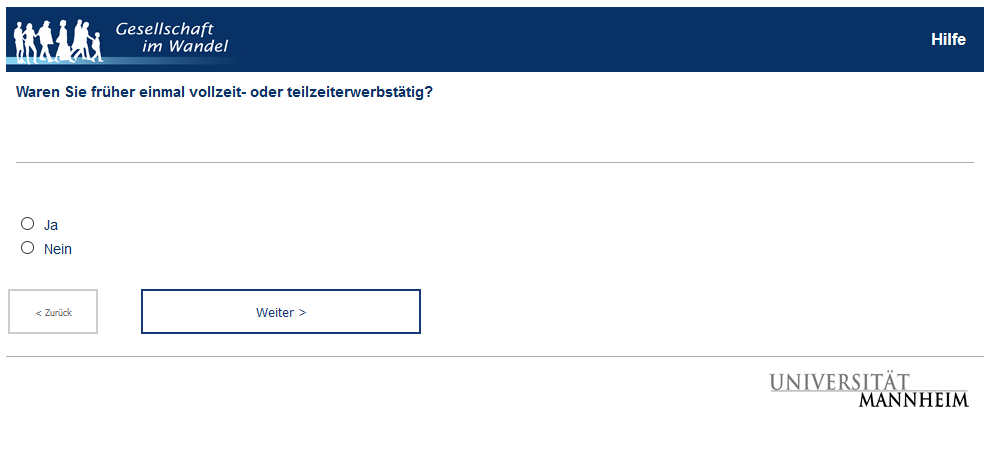 Gesellschaft
im Wandel
Hilfe
Waren Sie früher einmal vollzeit- oder teilzeiterwerbstätig?
Ja
Nein
< Zurück
Weiter >
UNIVERSITÄT
MANNHEIM